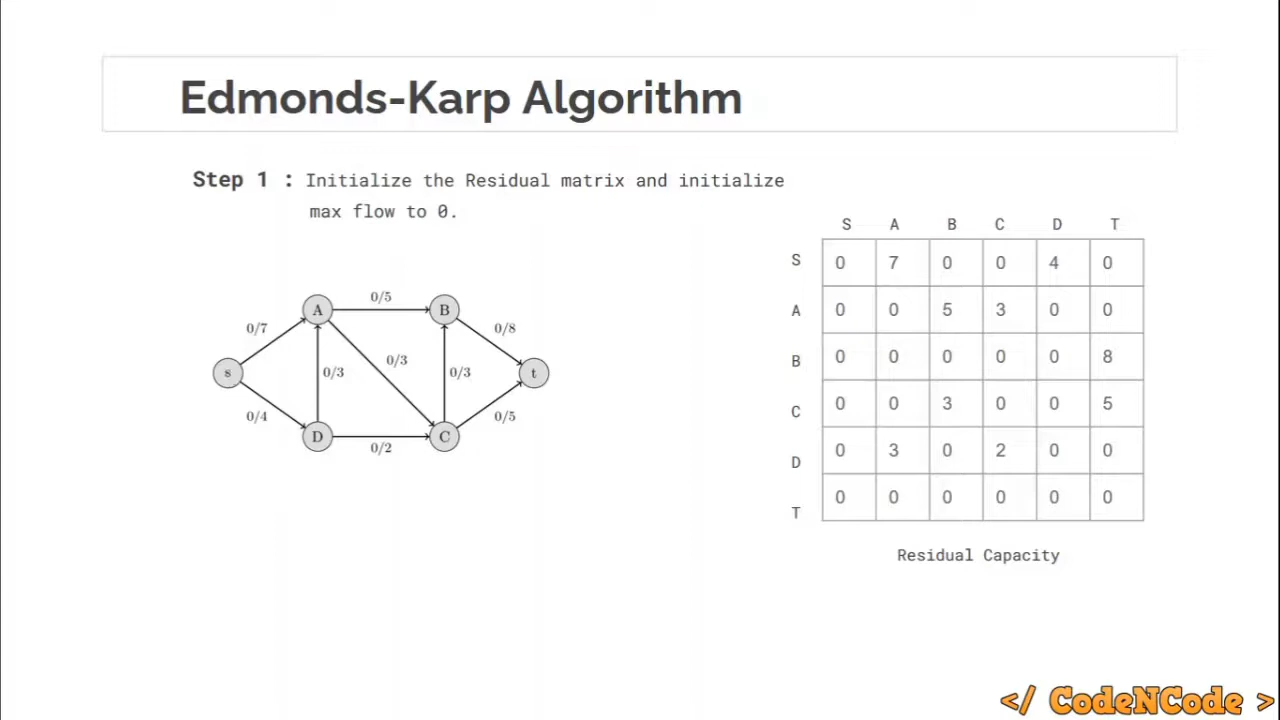 Edmonds-Karp Algorithm
Step 1 : Initialize the Residual matrix and initialize
max flow to 0.
S A B C D T
S 0 7 0 0 4 0
A 0 0 5 3 0 0
B 0 0 0 0 0 8
C 0 0 3 0 0 5
D 0 3 0 2 0 0
T 0 0 0 0 0 0
Residual Capacity
0/5
A B
0/7 0/8
0/3
s 0/3 0/3 t
0/4 0/5
D C
0/2
</ CodeNCode >